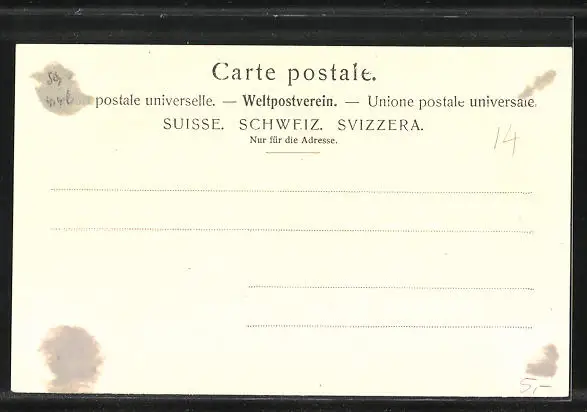 Carte postale.
postale universelle. — Weltpostverein. — Unione postale universale.
SUISSE. SCHWEIZ. SVIZZERA.
Nur für die Adresse.
14
5,-